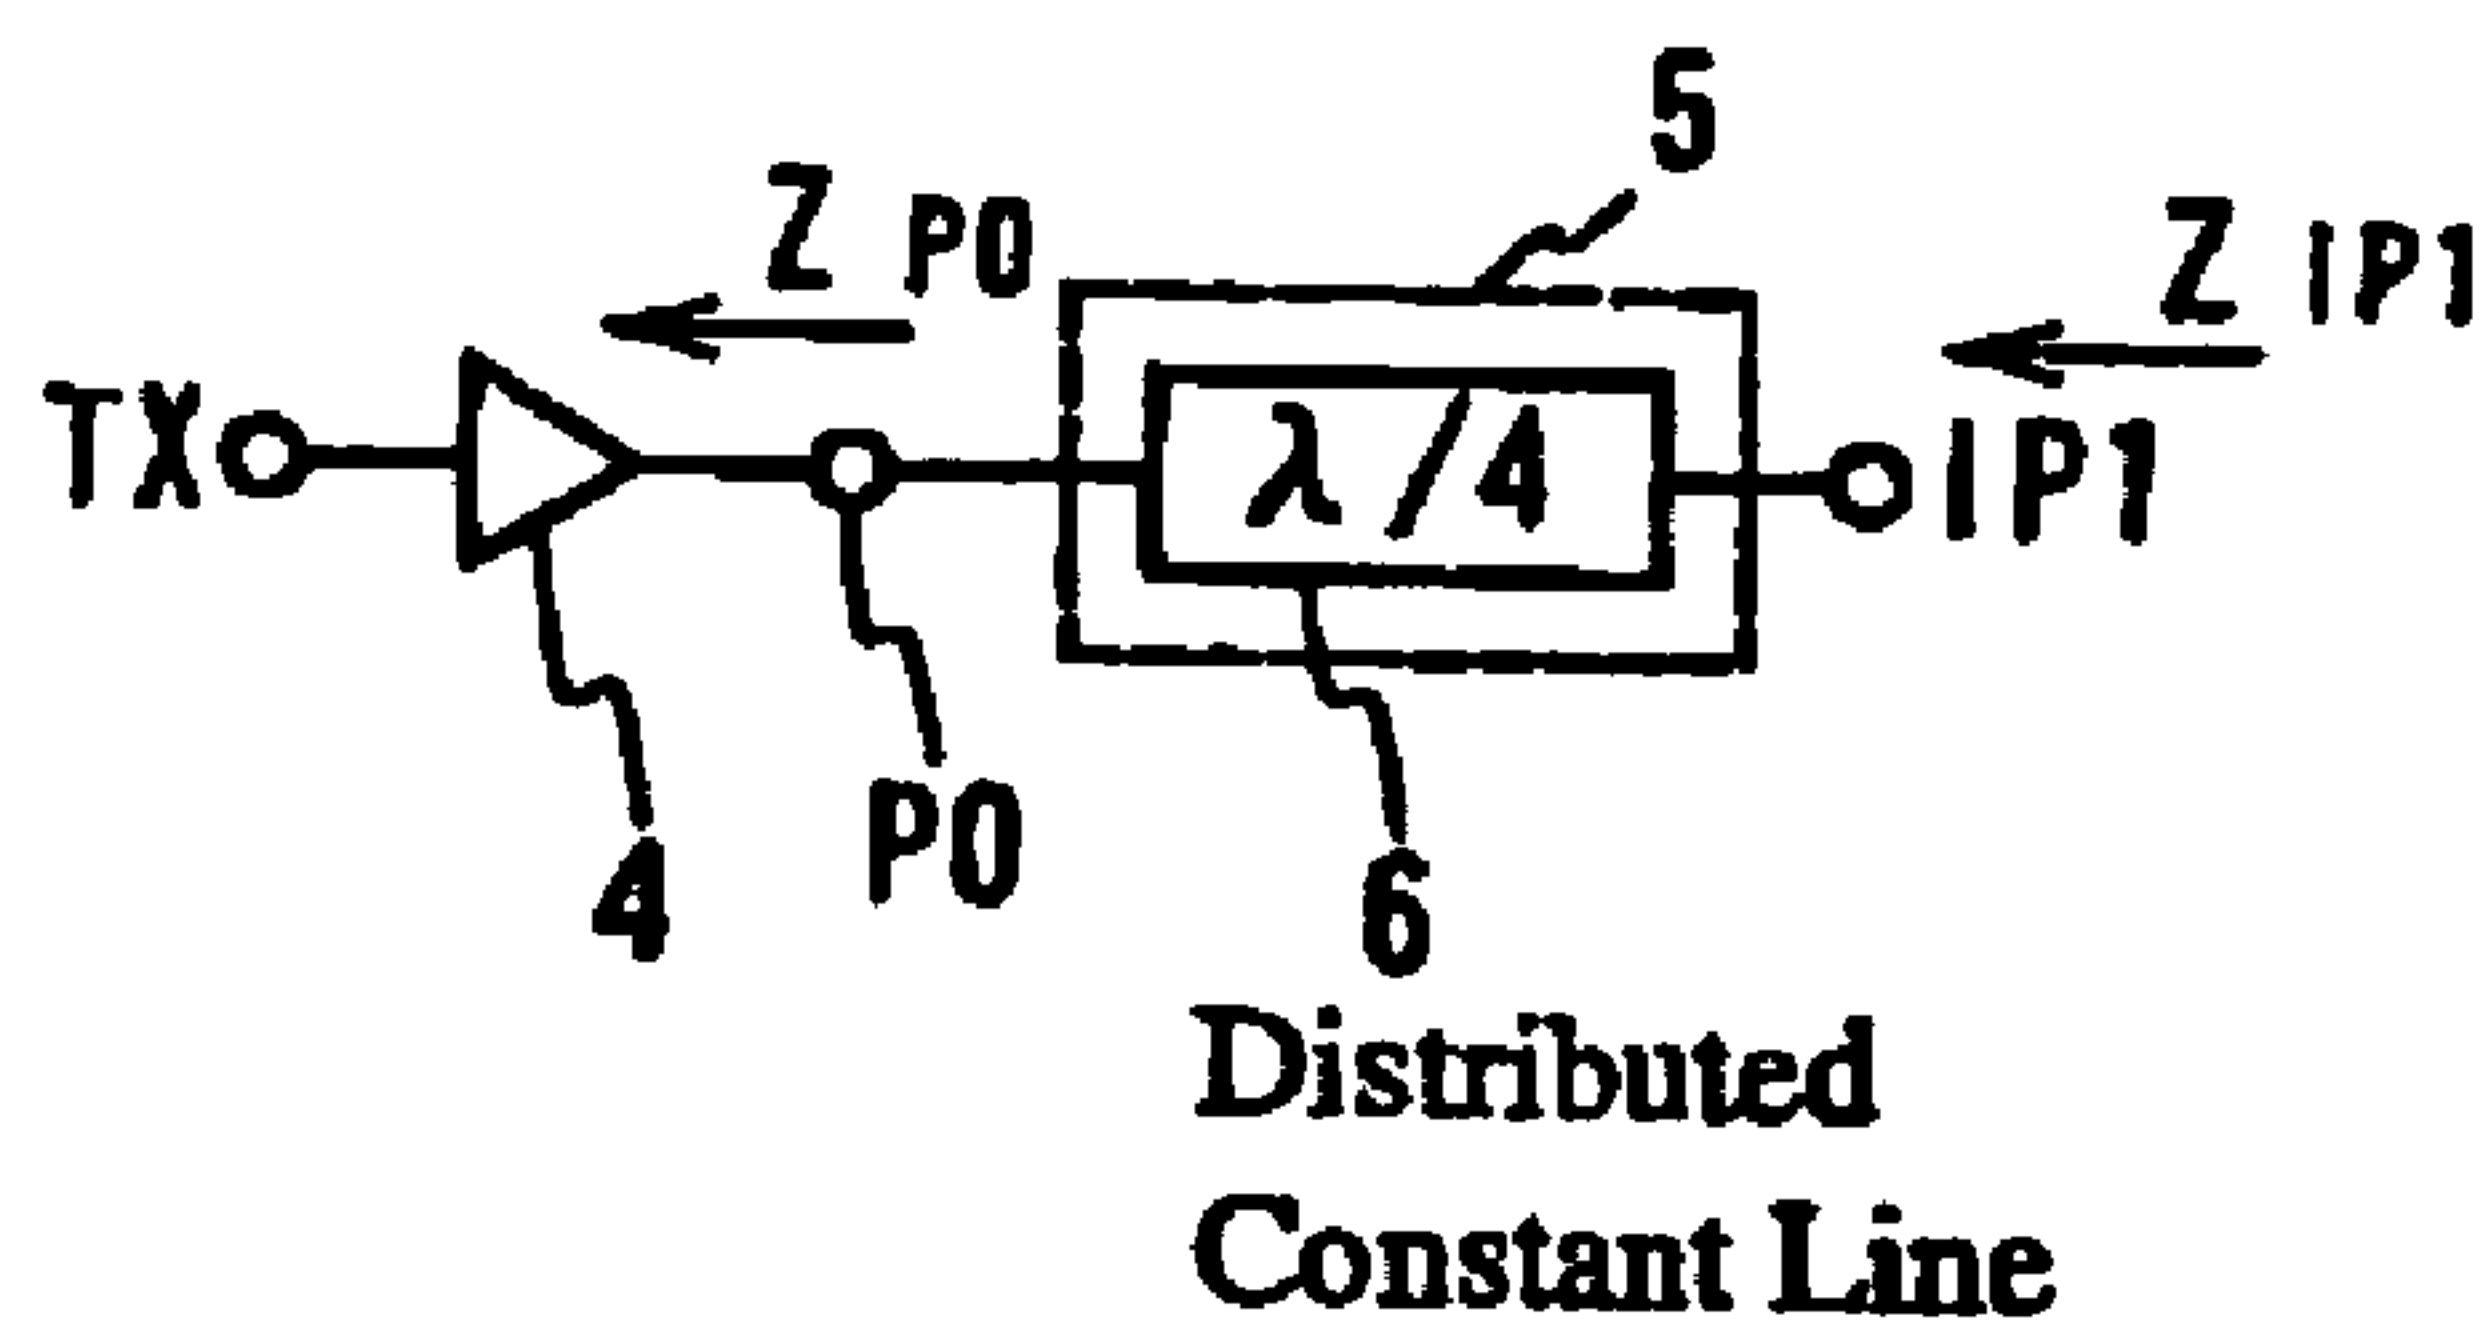 5
Z P0
Z IP1
TX
λ/4
IP1
4
P0
6
Distributed
Constant Line